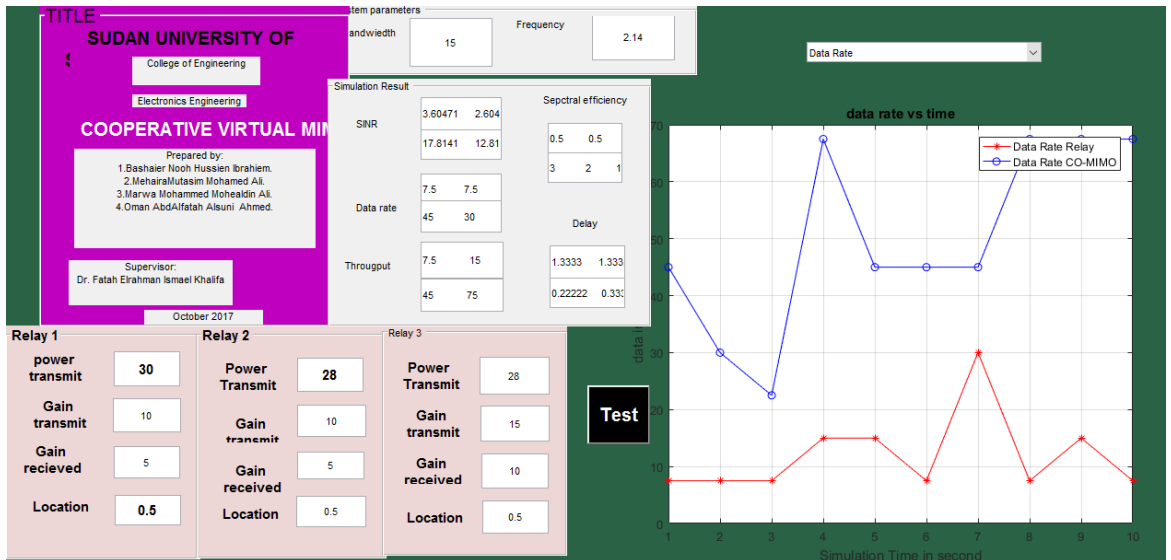 TITLE
SUDAN UNIVERSITY OF
College of Engineering
Electronics Engineering
COOPERATIVE VIRTUAL MIM
Prepared by:
1.Bashaier Nooh Hussien Ibrahiem.
2.MehairaMutasim Mohamed Ali.
3.Marwa Mohammed Mohealdin Ali.
4.Oman AbdAlfatah Alsuni Ahmed.
Supervisor:
Dr. Fatah Elrahman Ismael Khalifa
October 2017
stem parameters
andwiedth
15
Frequency
2.14
Simulation Result
SINR
3.60471 2.604
17.8141 12.81
Sepctral efficiency
0.5 0.5
3 2 1
Data rate
7.5 7.5
45 30
Delay
1.3333 1.333
0.22222 0.333
Througput
7.5 15
45 75
Relay 1
power
transmit
30
Gain
transmit
10
Gain
recieved
5
Location
0.5
Relay 2
Power
Transmit
28
Gain
transmit
10
Gain
received
5
Location
0.5
Relay 3
Power
Transmit
28
Gain
transmit
15
Gain
received
10
Location
0.5
Test
Data Rate
data rate vs time
Data Rate Relay
Data Rate CO-MIMO
70
60
50
40
30
20
10
0
data in
1 2 3 4 5 6 7 8 9 10
Simulation Time in second